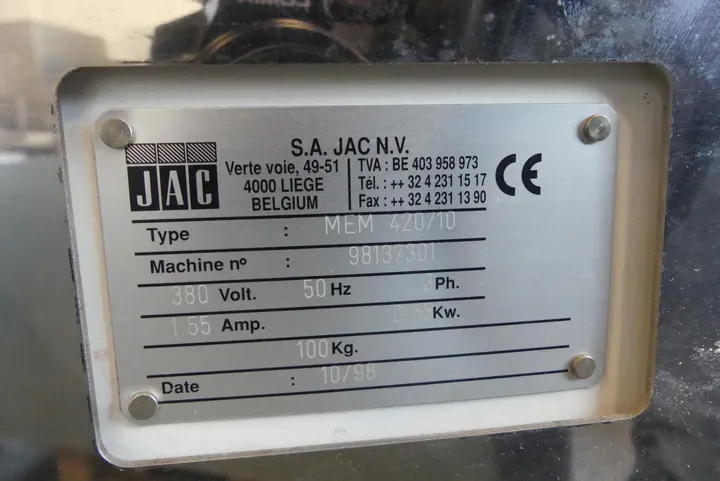 JAC
S.A. JAC N.V.
Verte voie, 49-51
4000 LIEGE
BELGIUM
TVA : BE 403 958 973
Tél. : ++ 32 4 231 15 17
Fax : ++ 32 4 231 13 90
CE
Type : MEM 420/10
Machine nº : 98137301
380 Volt. 50 Hz 3 Ph.
1.55 Amp. Kw.
100 Kg.
Date : 10/98